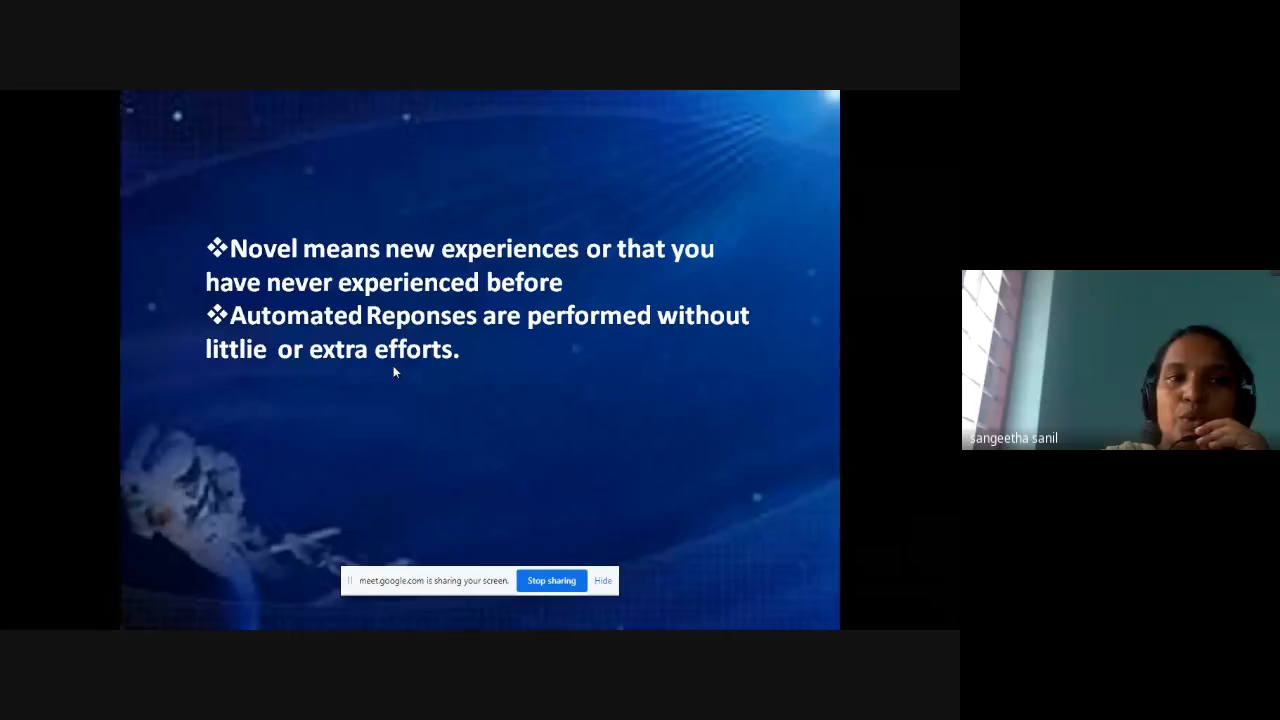 ❖Novel means new experiences or that you
have never experienced before
❖Automated Reponses are performed without
littlie or extra efforts.
meet.google.com is sharing your screen. Stop sharing Hide
sangeetha sanil